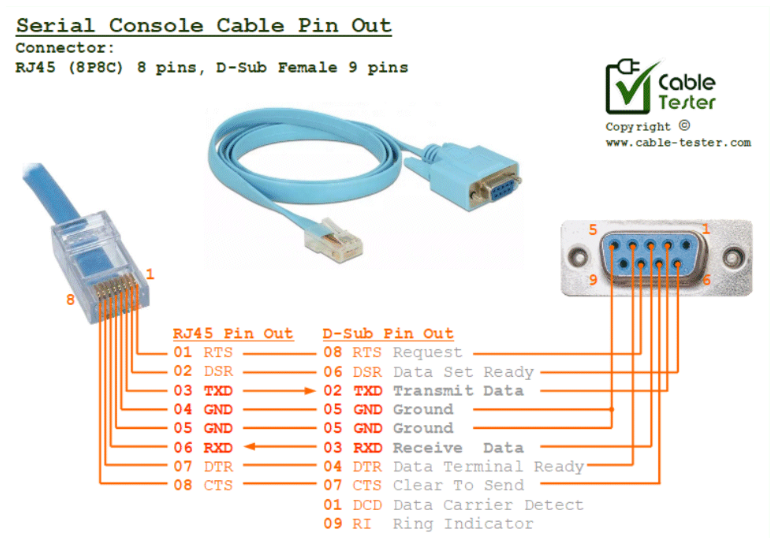 Serial Console Cable Pin Out
Connector:
RJ45 (8P8C) 8 pins, D-Sub Female 9 pins
Cable
Tester
Copyright ©
www.cable-tester.com
5 1
9 6
1
8
RJ45 Pin Out D-Sub Pin Out
01 RTS 08 RTS Request
02 DSR 06 DSR Data Set Ready
03 TXD 02 TXD Transmit Data
04 GND 05 GND Ground
05 GND 05 GND Ground
06 RXD 03 RXD Receive Data
07 DTR 04 DTR Data Terminal Ready
08 CTS 07 CTS Clear To Send
01 DCD Data Carrier Detect
09 RI Ring Indicator